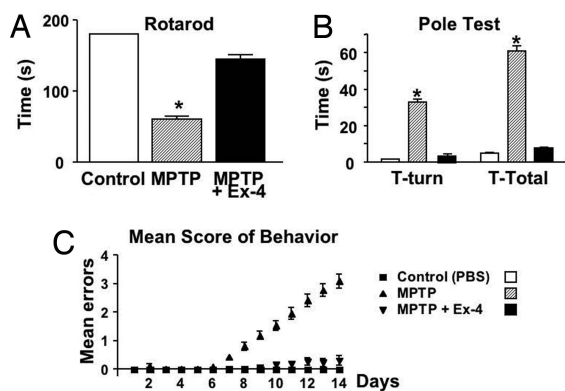 A
Rotarod
Time (s)
200
100
0
*
Control MPTP MPTP
+ Ex-4
B
Pole Test
Time (s)
60
40
20
0
*
*
T-turn T-Total
C
Mean Score of Behavior
Mean errors
4
3
2
1
0
2 4 6 8 10 12 14 Days
Control (PBS)
MPTP
MPTP + Ex-4